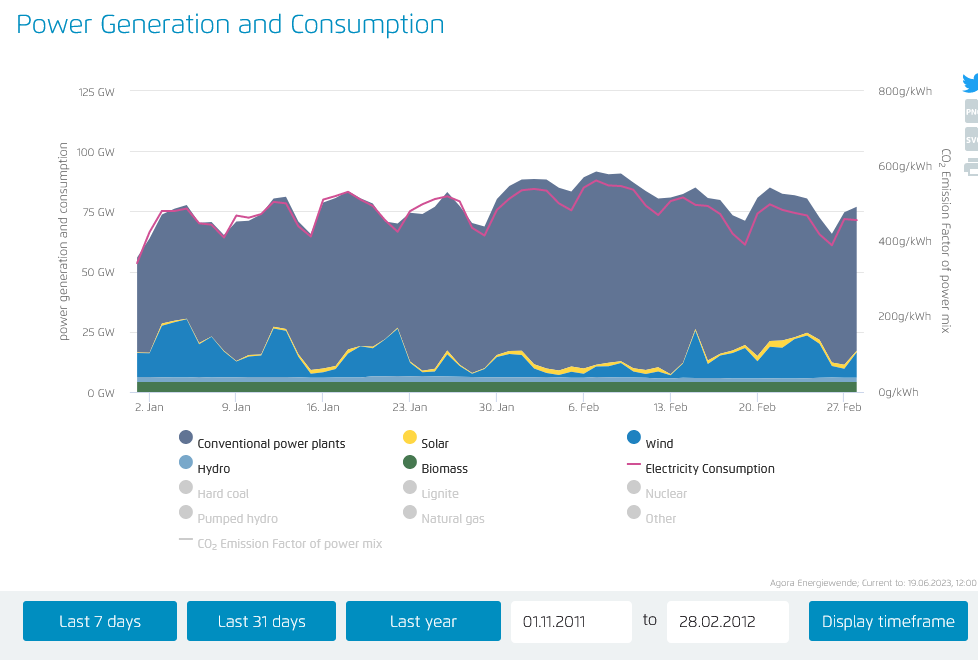 Power Generation and Consumption
125 GW
100 GW
75 GW
50 GW
25 GW
0 GW
power generation and consumption
800g/kWh
600g/kWh
400g/kWh
200g/kWh
0g/kWh
CO₂ Emission Factor of power mix
PN
SV
2. Jan 9. Jan 16. Jan 23. Jan 30. Jan 6. Feb 13. Feb 20. Feb 27. Feb
Conventional power plants Solar Wind
Hydro Biomass Electricity Consumption
Hard coal Lignite Nuclear
Pumped hydro Natural gas Other
CO₂ Emission Factor of power mix
Agora Energiewende; Current to: 19.06.2023, 12:00
Last 7 days Last 31 days Last year 01.11.2011 to 28.02.2012 Display timeframe